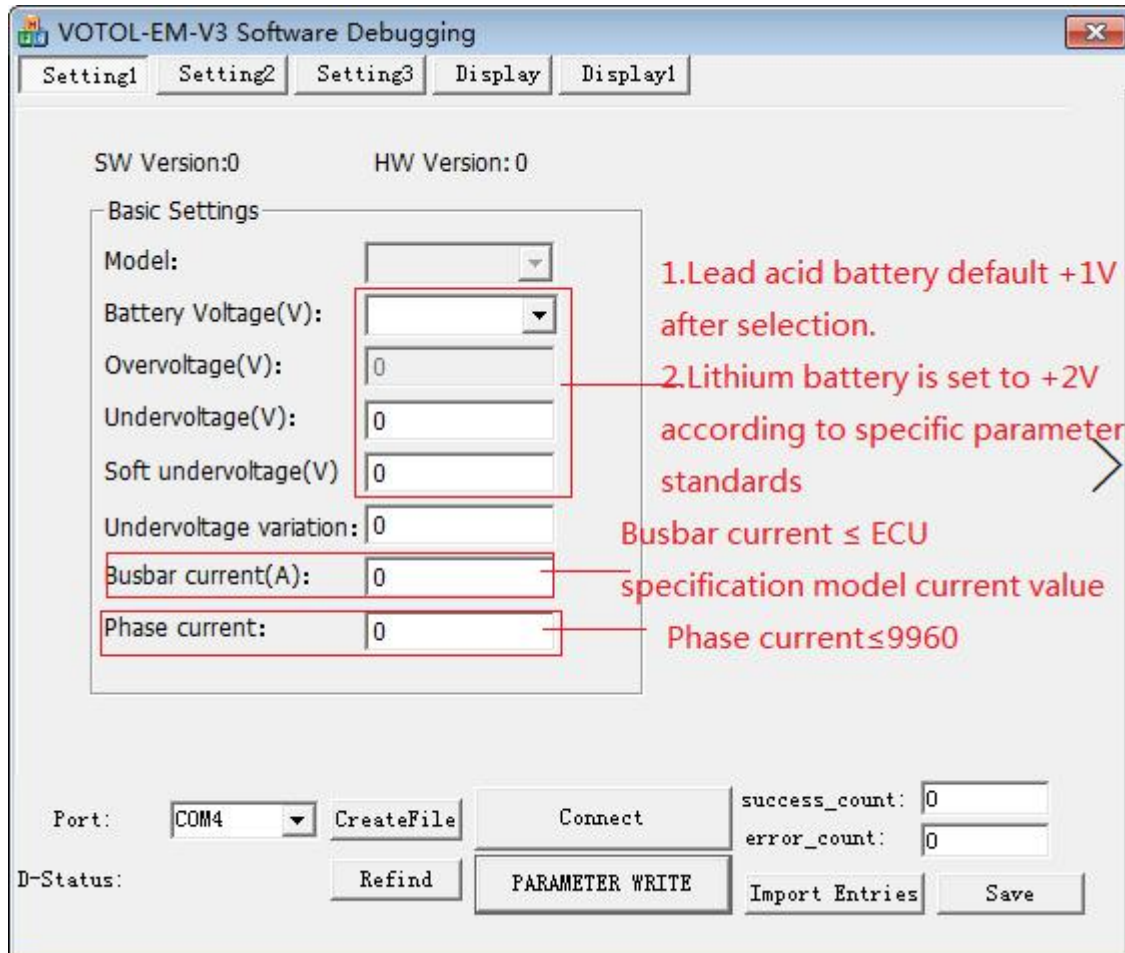 VOTOL-EM-V3 Software Debugging
Setting1 Setting2 Setting3 Display Display1
SW Version:0 HW Version: 0
Basic Settings
Model:
Battery Voltage(V):
Overvoltage(V): 0
Undervoltage(V): 0
Soft undervoltage(V) 0
Undervoltage variation: 0
Busbar current(A): 0
Phase current: 0
1.Lead acid battery default +1V
after selection.
2.Lithium battery is set to +2V
according to specific parameter
standards
Busbar current ≤ ECU
specification model current value
Phase current≤9960
Port: COM4 CreateFile Connect success_count: 0
error_count: 0
D-Status: Refind PARAMETER WRITE Import Entries Save